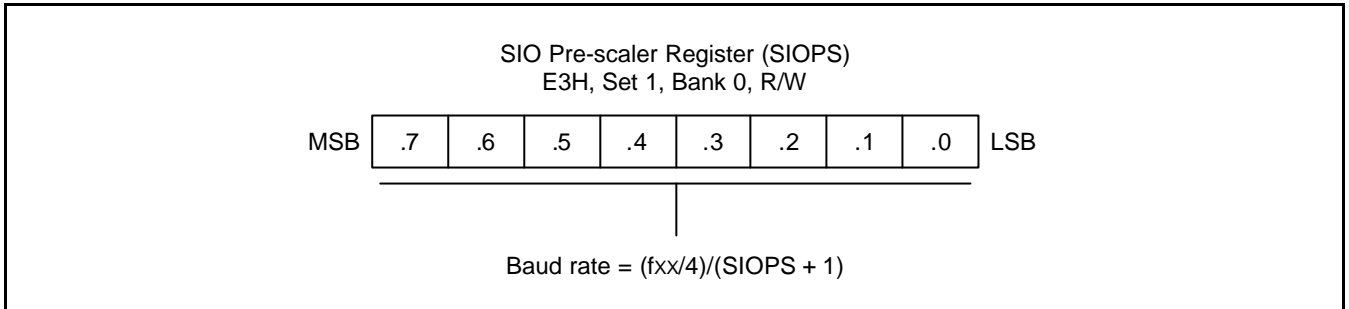 SIO Pre-scaler Register (SIOPS)
E3H, Set 1, Bank 0, R/W
MSB .7 .6 .5 .4 .3 .2 .1 .0 LSB
Baud rate = (fxx/4)/(SIOPS + 1)